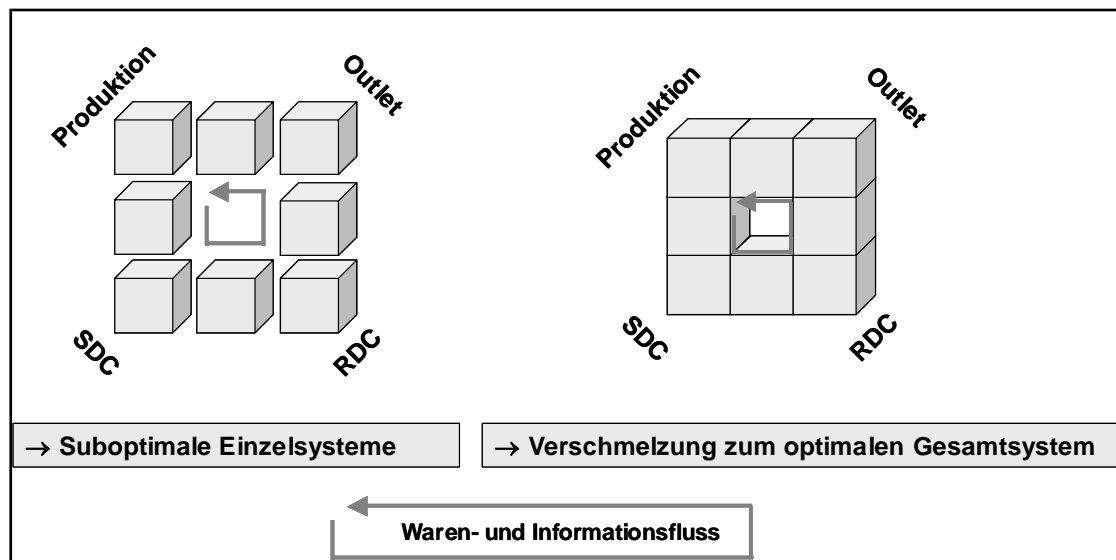 Produktion
Outlet
SDC
RDC
Produktion
Outlet
SDC
RDC
→ Suboptimale Einzelsysteme
→ Verschmelzung zum optimalen Gesamtsystem
Waren- und Informationsfluss